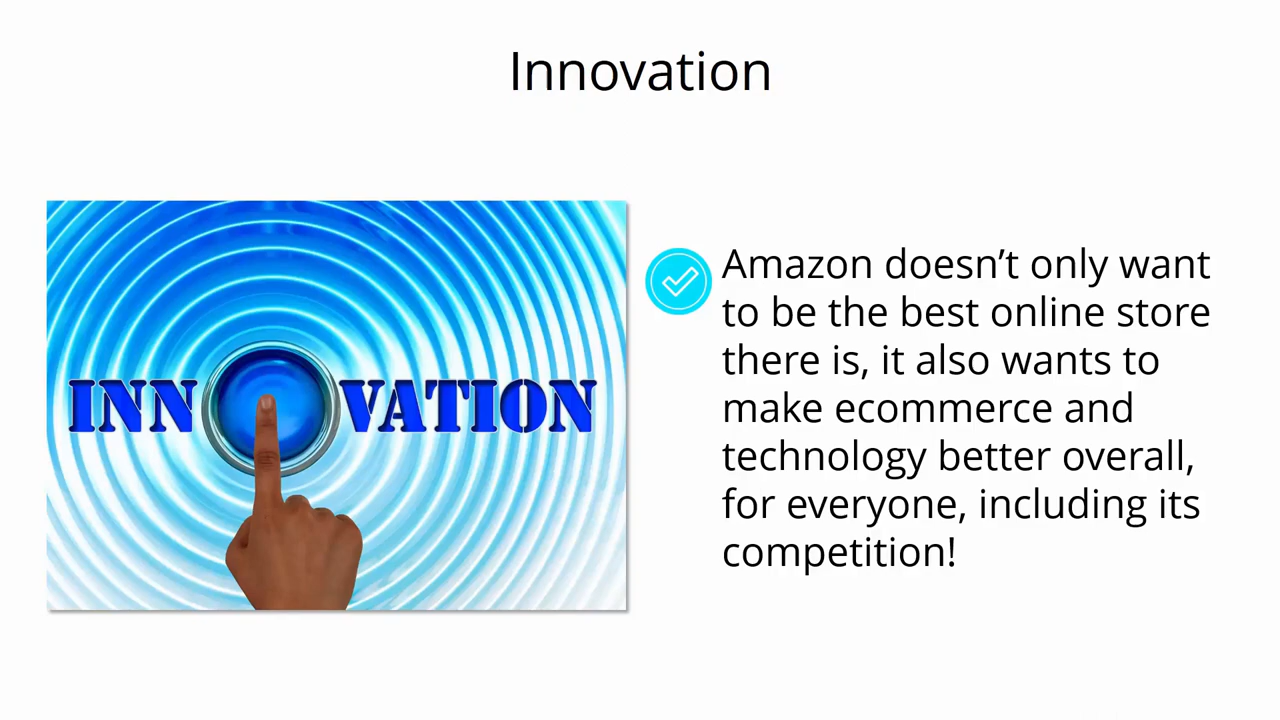 Innovation
INNOVATION
Amazon doesn’t only want
to be the best online store
there is, it also wants to
make ecommerce and
technology better overall,
for everyone, including its
competition!